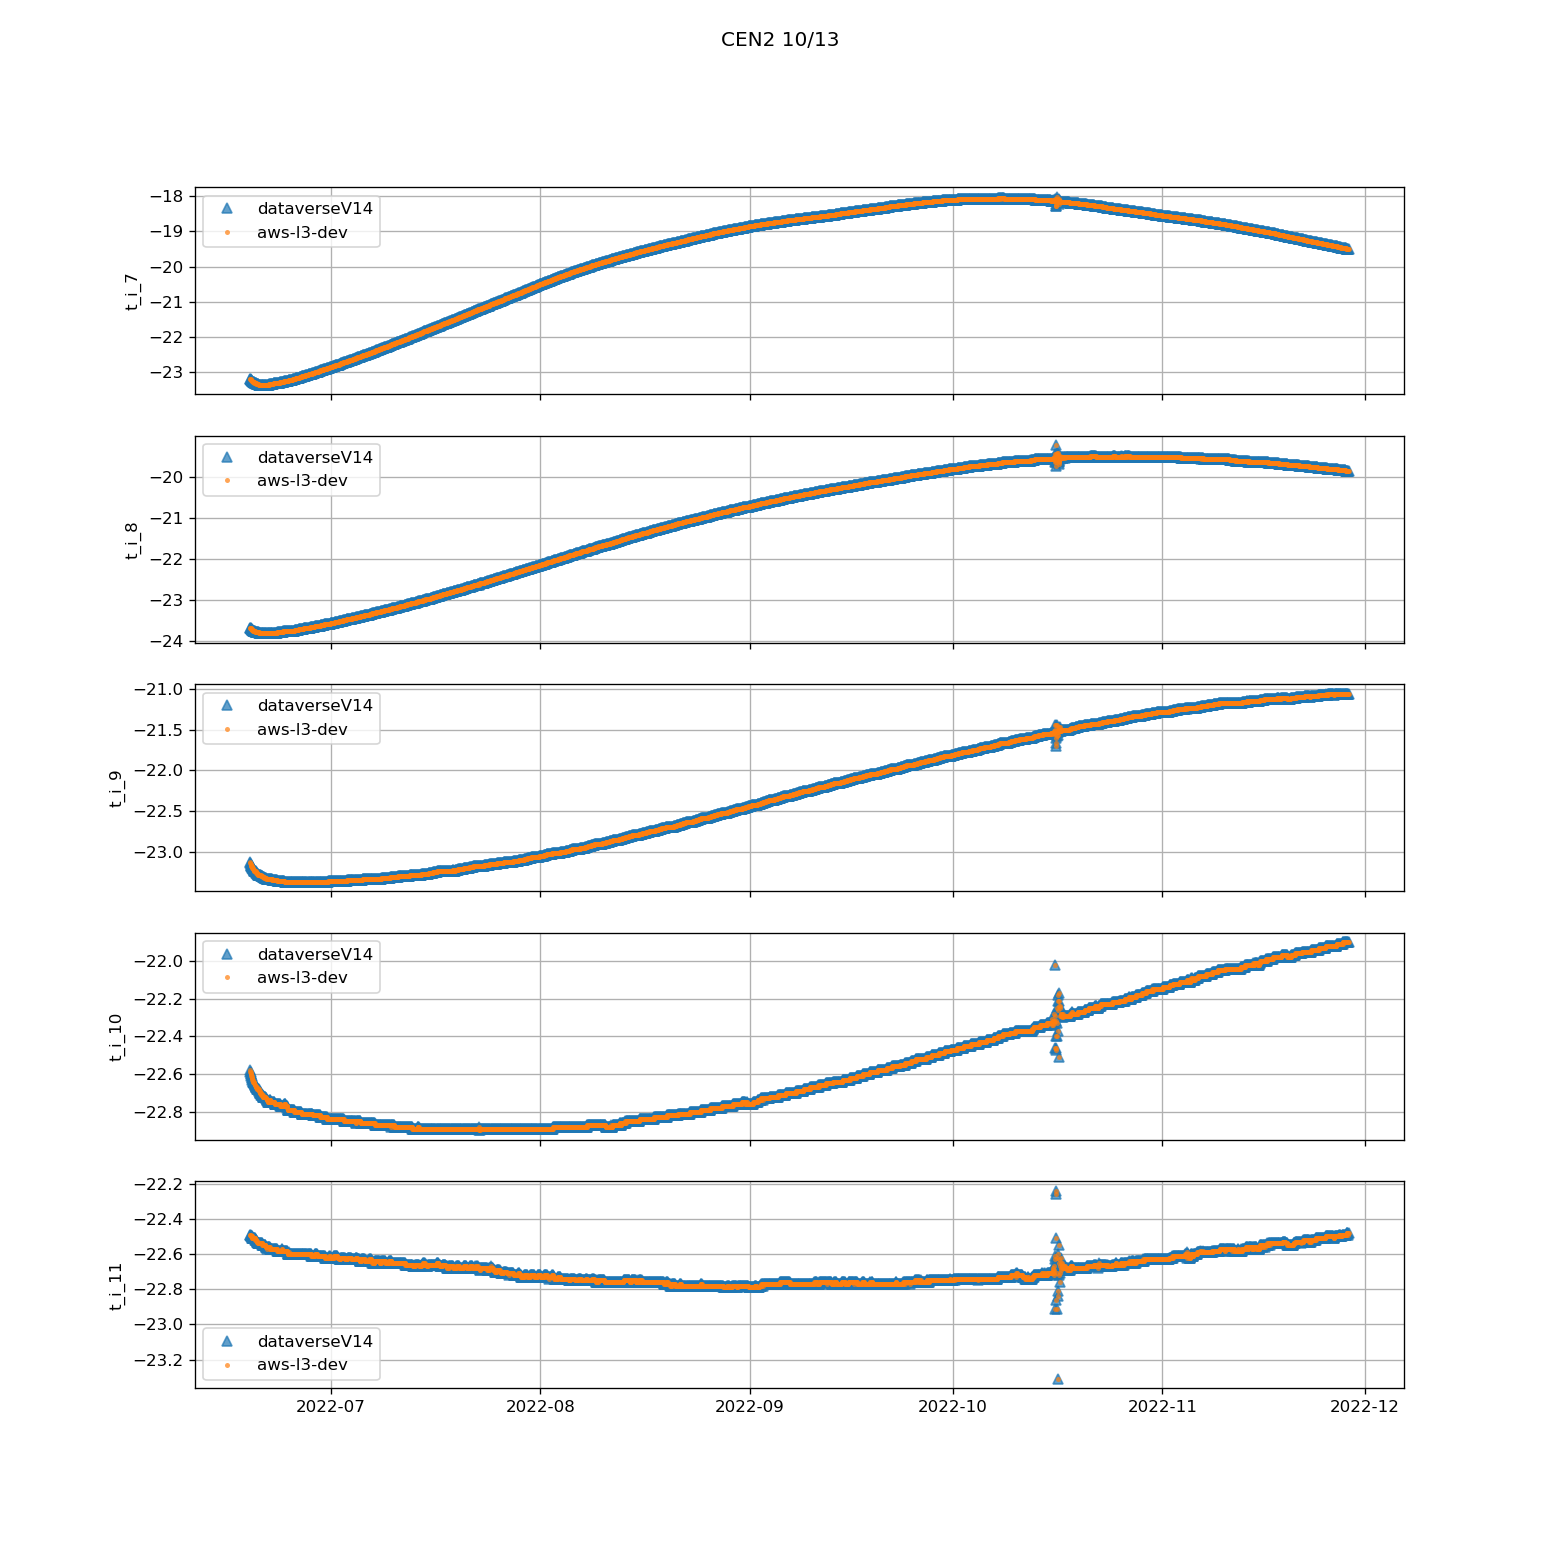 CEN2 10/13
−18
−19
−20
−21
−22
−23
t_i_7
dataverseV14
aws-l3-dev
−20
−21
−22
−23
−24
t_i_8
dataverseV14
aws-l3-dev
−21.0
−21.5
−22.0
−22.5
−23.0
t_i_9
dataverseV14
aws-l3-dev
−22.0
−22.2
−22.4
−22.6
−22.8
t_i_10
dataverseV14
aws-l3-dev
−22.2
−22.4
−22.6
−22.8
−23.0
−23.2
t_i_11
dataverseV14
aws-l3-dev
2022-07 2022-08 2022-09 2022-10 2022-11 2022-12